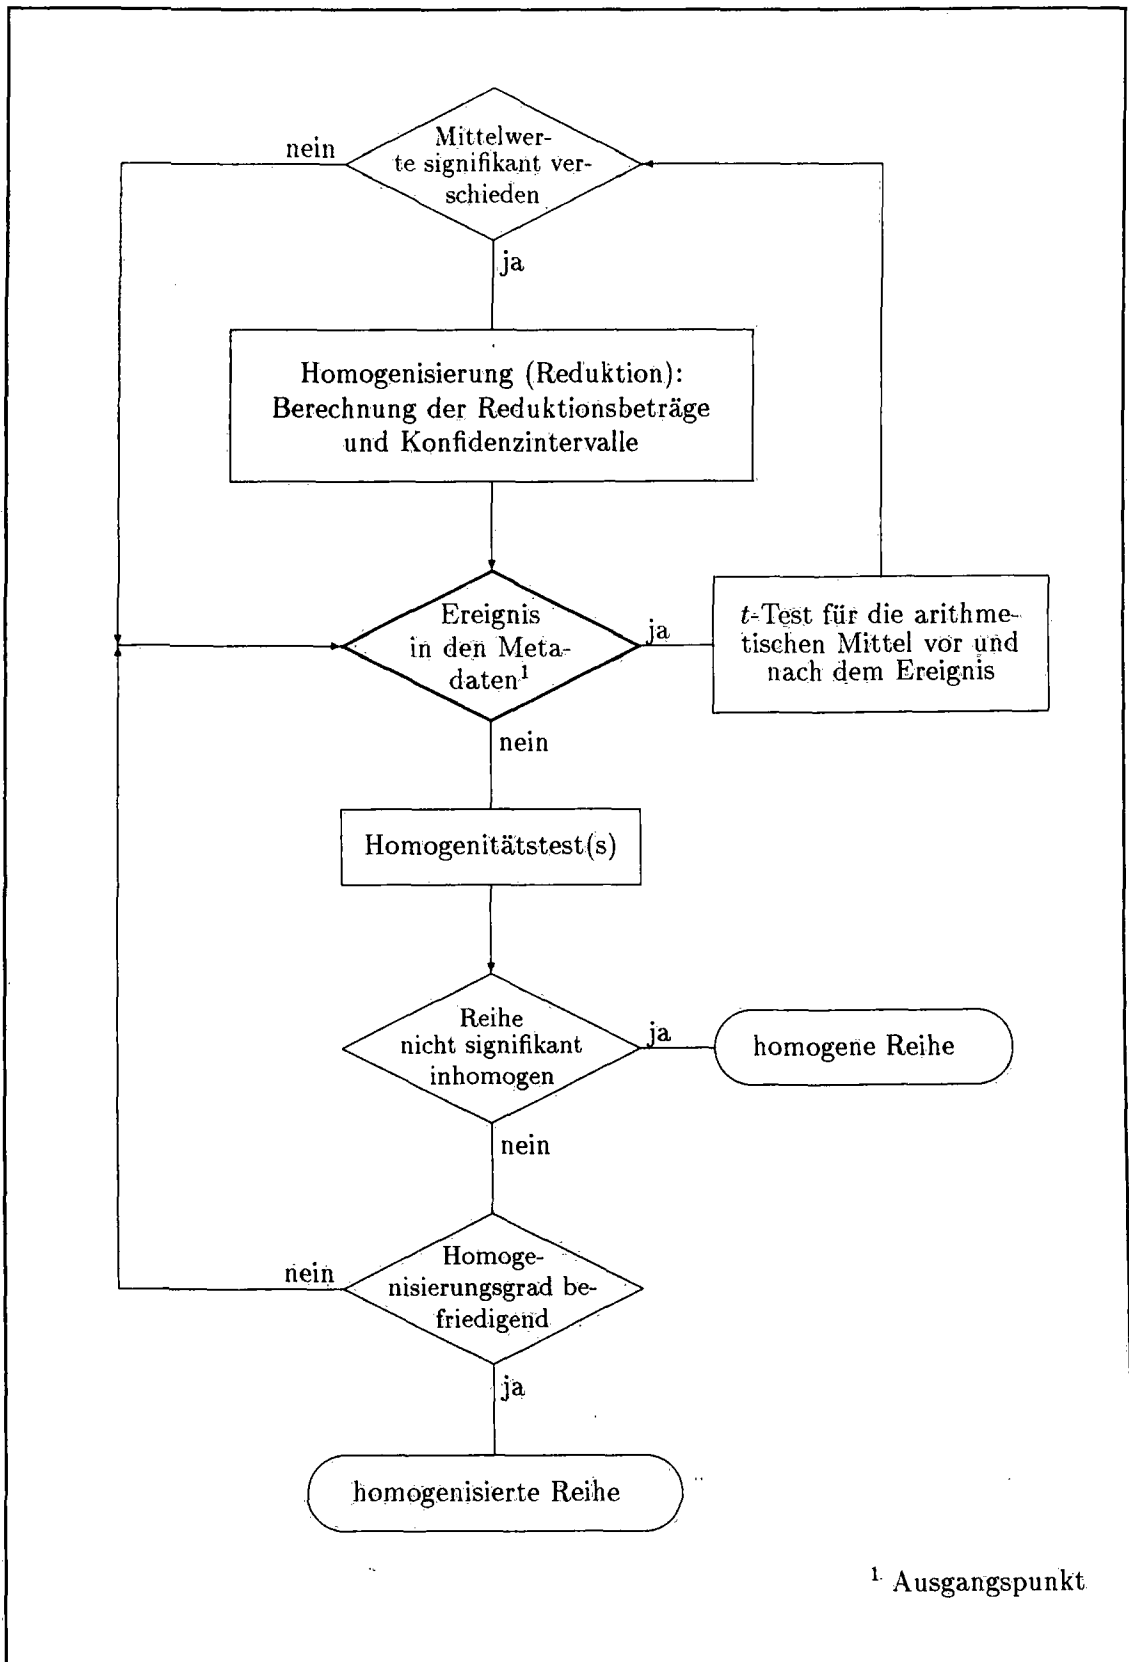 nein
Mittelwer-
te signifikant ver-
schieden
ja
Homogenisierung (Reduktion):
Berechnung der Reduktionsbeträge
und Konfidenzintervalle
Ereignis
in den Meta-
daten¹
ja
t-Test für die arithme-
tischen Mittel vor und
nach dem Ereignis
nein
Homogenitätstest(s)
Reihe
nicht signifikant
inhomogen
ja
homogene Reihe
nein
nein
Homoge-
nisierungsgrad be-
friedigend
ja
homogenisierte Reihe
¹ Ausgangspunkt